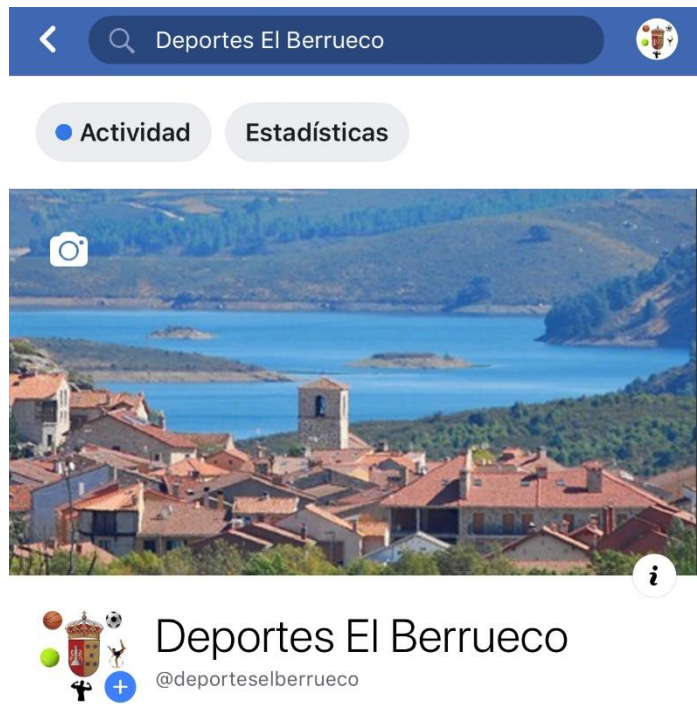 Deportes El Berrueco
Actividad
Estadísticas
i
Deportes El Berrueco
@deporteselberrueco